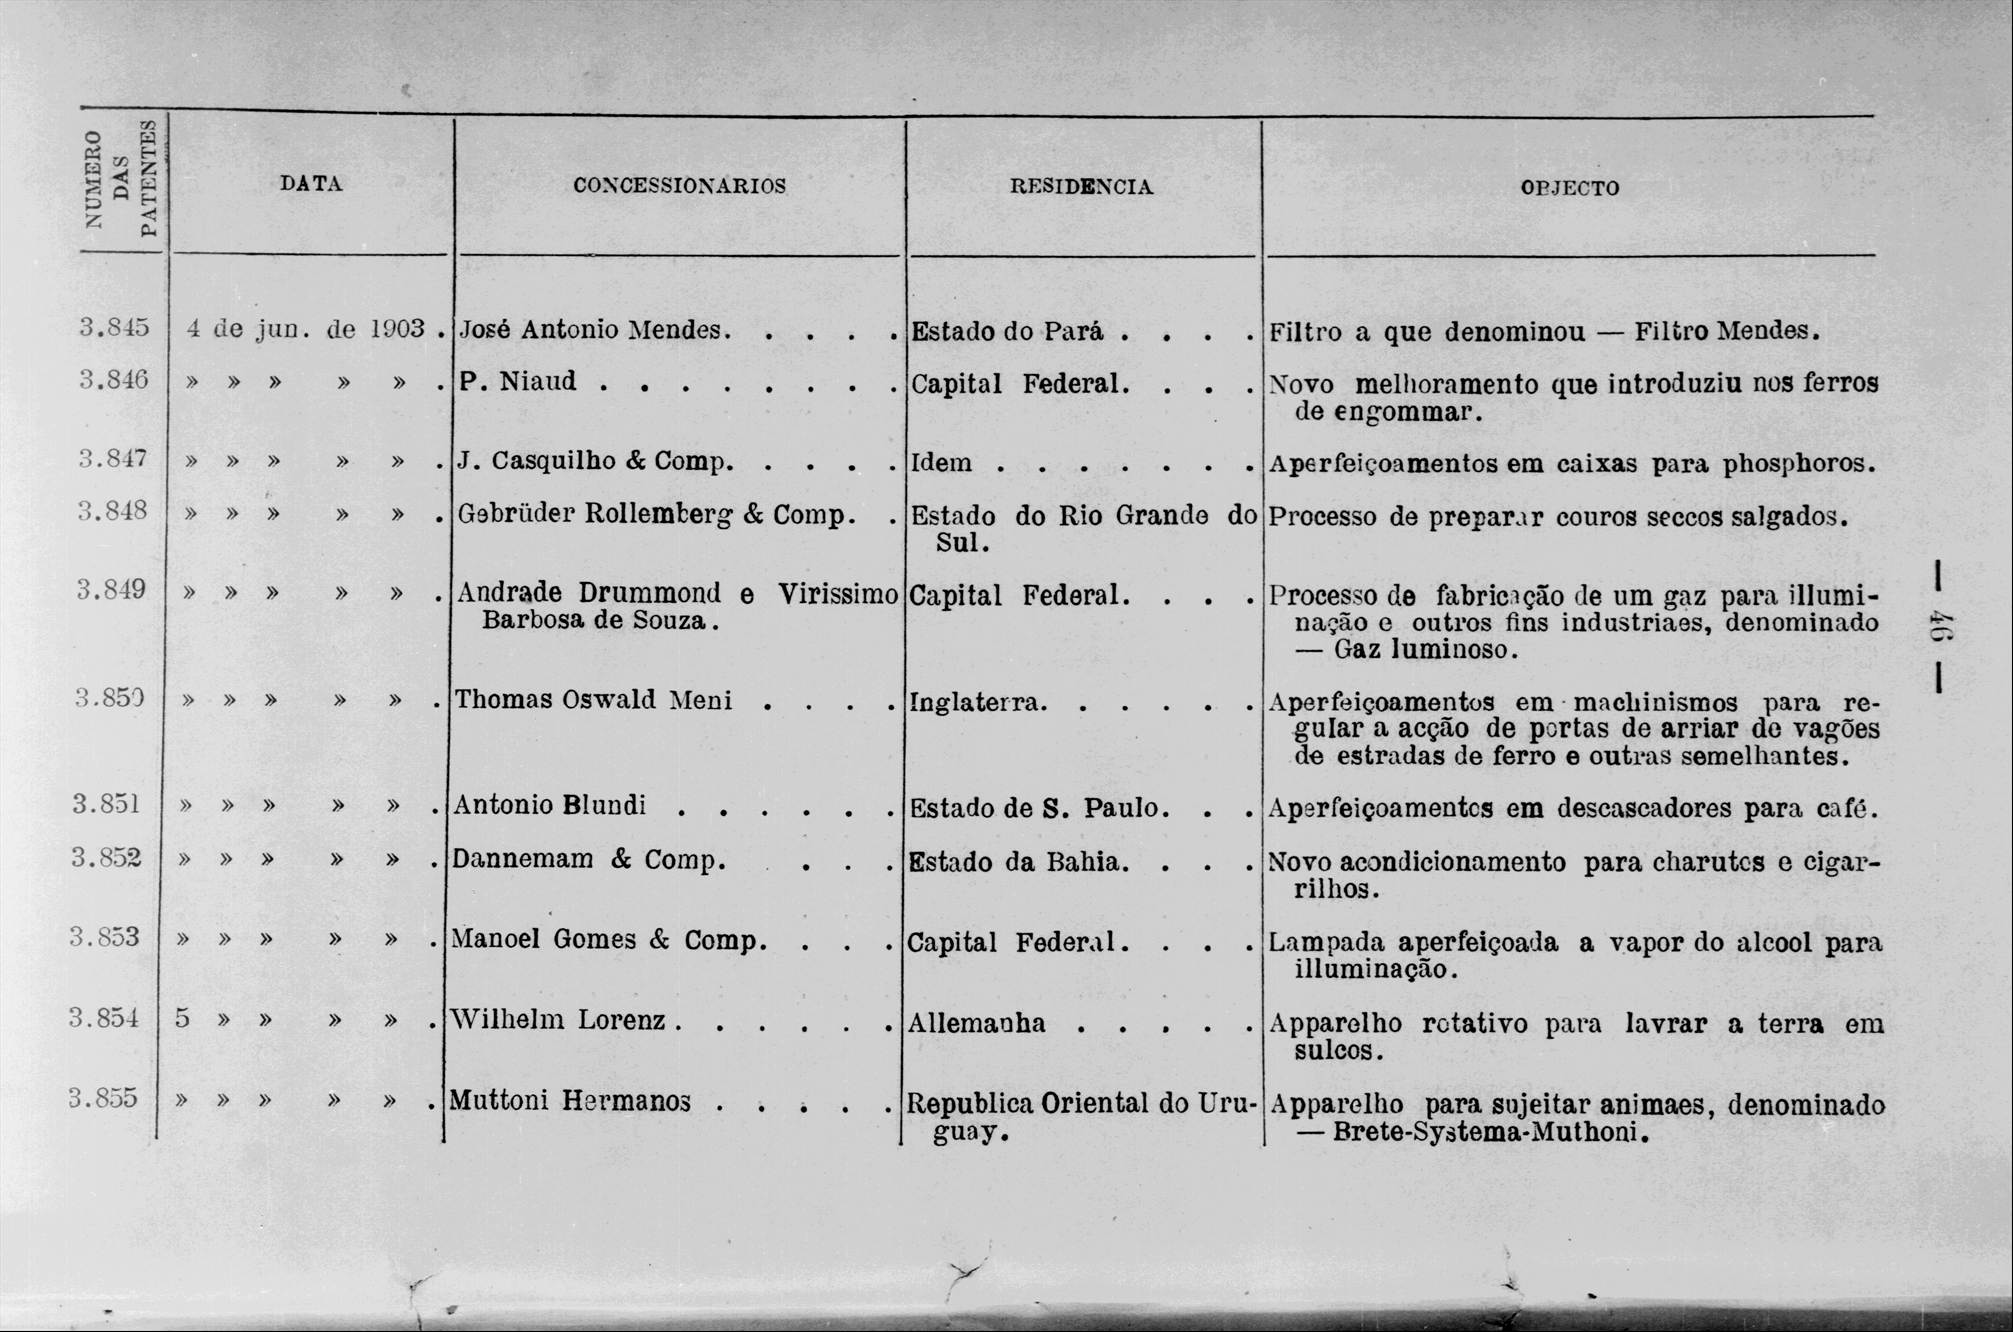 NUMERO DAS PATENTES DATA CONCESSIONARIOS RESIDENCIA OBJECTO
3.845 4 de jun. de 1903 . José Antonio Mendes. . . . . Estado do Pará . . . . Filtro a que denominou — Filtro Mendes.
3.846 » » » » » . P. Niaud . . . . . . . . Capital Federal. . . . Novo melhoramento que introduziu nos ferros
de engommar.
3.847 » » » » » . J. Casquilho & Comp. . . . . Idem . . . . . . . Aperfeiçoamentos em caixas para phosphoros.
3.848 » » » » » . Gebrüder Rollemberg & Comp. . Estado do Rio Grande do Processo de preparar couros seccos salgados.
Sul.
3.849 » » » » » . Andrade Drummond e Virissimo Capital Federal. . . . Processo de fabricação de um gaz para illumi-
Barbosa de Souza. nação e outros fins industriaes, denominado
— Gaz luminoso.
3.850 » » » » » . Thomas Oswald Meni . . . . Inglaterra. . . . . . Aperfeiçoamentos em machinismos para re-
gular a acção de portas de arriar de vagões
de estradas de ferro e outras semelhantes.
3.851 » » » » » . Antonio Blundi . . . . . . Estado de S. Paulo. . . Aperfeiçoamentos em descascadores para café.
3.852 » » » » » . Dannemam & Comp. . . . Estado da Bahia. . . . Novo acondicionamento para charutos e cigar-
rilhos.
3.853 » » » » » . Manoel Gomes & Comp. . . . Capital Federal. . . . Lampada aperfeiçoada a vapor do alcool para
illuminação.
3.854 5 » » » » . Wilhelm Lorenz . . . . . . Allemanha . . . . . Apparelho rotativo para lavrar a terra em
sulcos.
3.855 » » » » » . Muttoni Hermanos . . . . . Republica Oriental do Uru- Apparelho para sujeitar animaes, denominado
guay. — Brete-Systema-Muthoni.
— 46 —